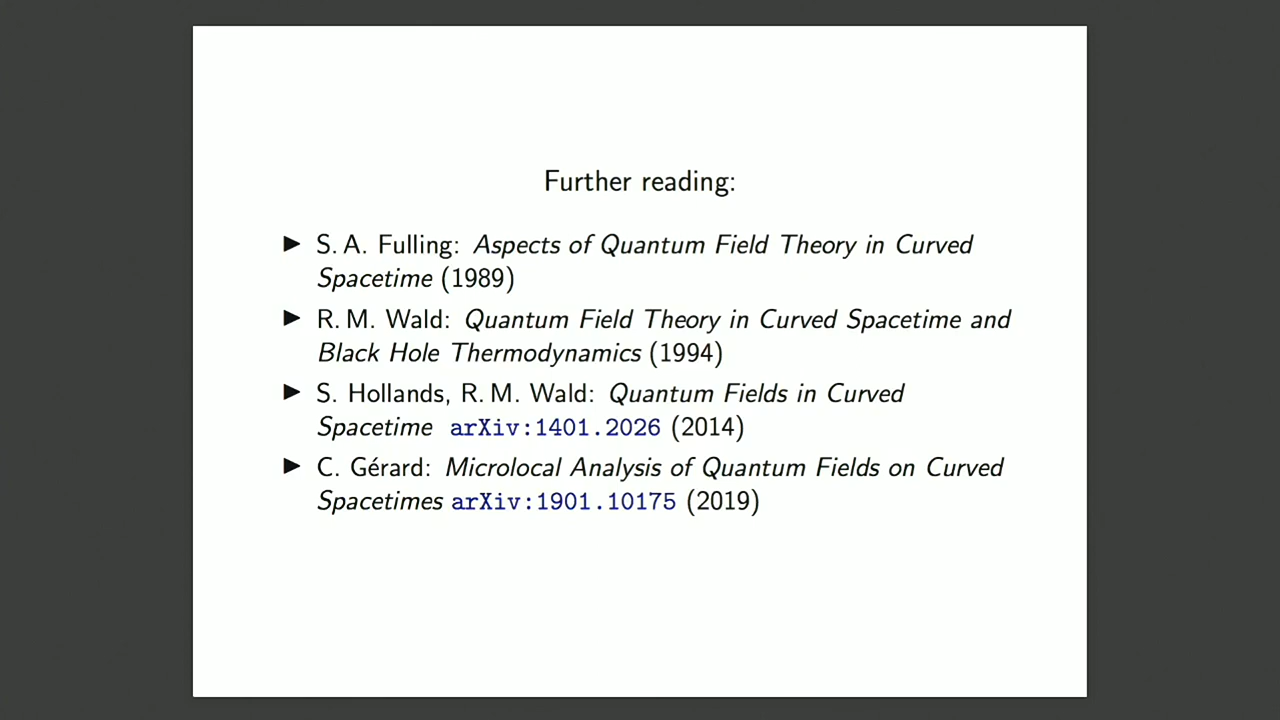 Further reading:
▶ S. A. Fulling: Aspects of Quantum Field Theory in Curved
Spacetime (1989)
▶ R. M. Wald: Quantum Field Theory in Curved Spacetime and
Black Hole Thermodynamics (1994)
▶ S. Hollands, R. M. Wald: Quantum Fields in Curved
Spacetime arXiv:1401.2026 (2014)
▶ C. Gérard: Microlocal Analysis of Quantum Fields on Curved
Spacetimes arXiv:1901.10175 (2019)